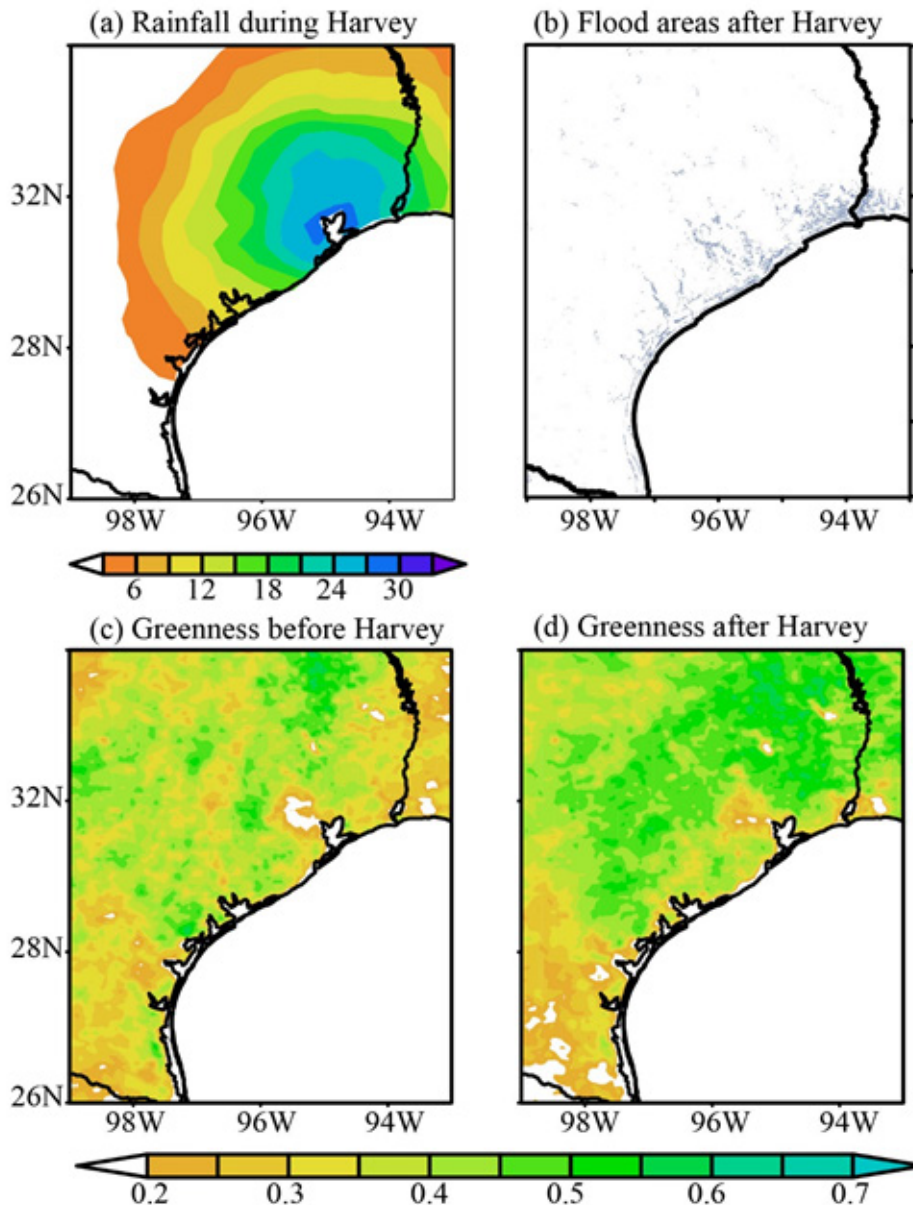 (a) Rainfall during Harvey
(b) Flood areas after Harvey
32N
28N
26N
98W 96W 94W
98W 96W 94W
6 12 18 24 30
(c) Greenness before Harvey
(d) Greenness after Harvey
32N
28N
26N
98W 96W 94W
98W 96W 94W
0.2 0.3 0.4 0.5 0.6 0.7